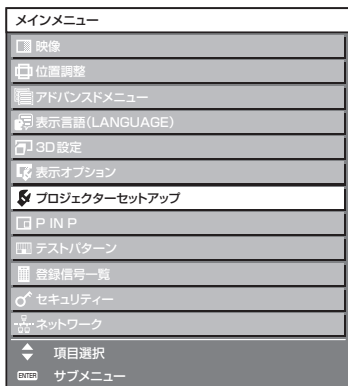 メインメニュー
映像
位置調整
アドバンスドメニュー
表示言語(LANGUAGE)
3D設定
表示オプション
プロジェクターセットアップ
P IN P
テストパターン
登録信号一覧
セキュリティー
ネットワーク
項目選択
ENTER サブメニュー